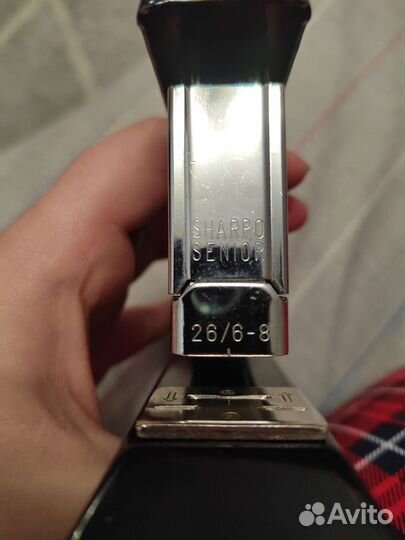 SHARPO
SENIOR
26/6-8
Avito